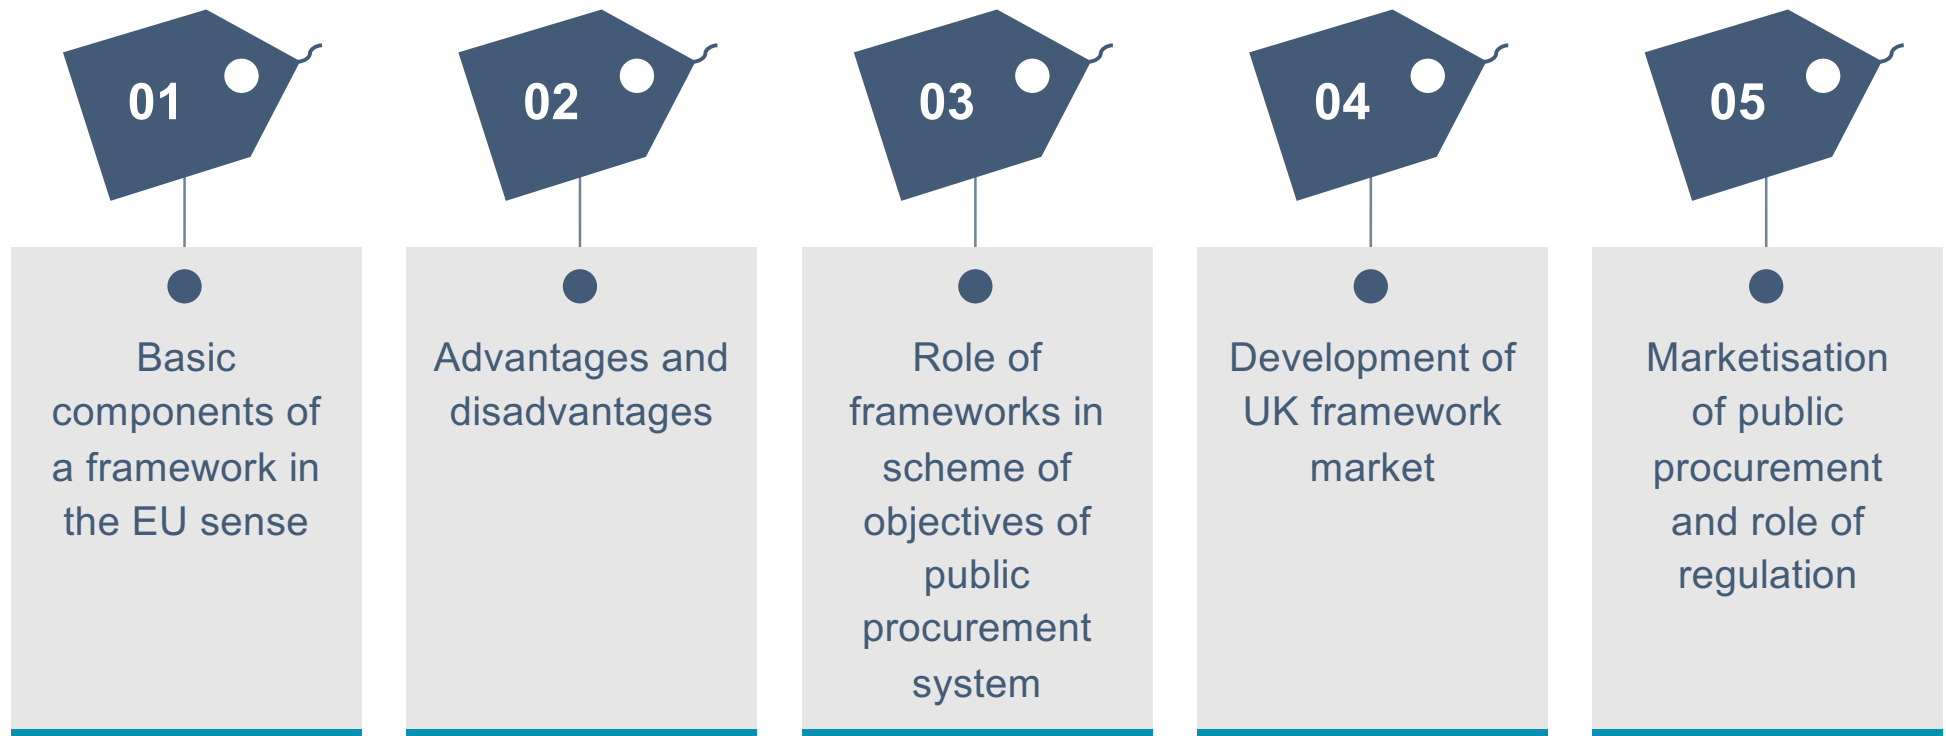 01
Basic
components of
a framework in
the EU sense
02
Advantages and
disadvantages
03
Role of
frameworks in
scheme of
objectives of
public
procurement
system
04
Development of
UK framework
market
05
Marketisation
of public
procurement
and role of
regulation